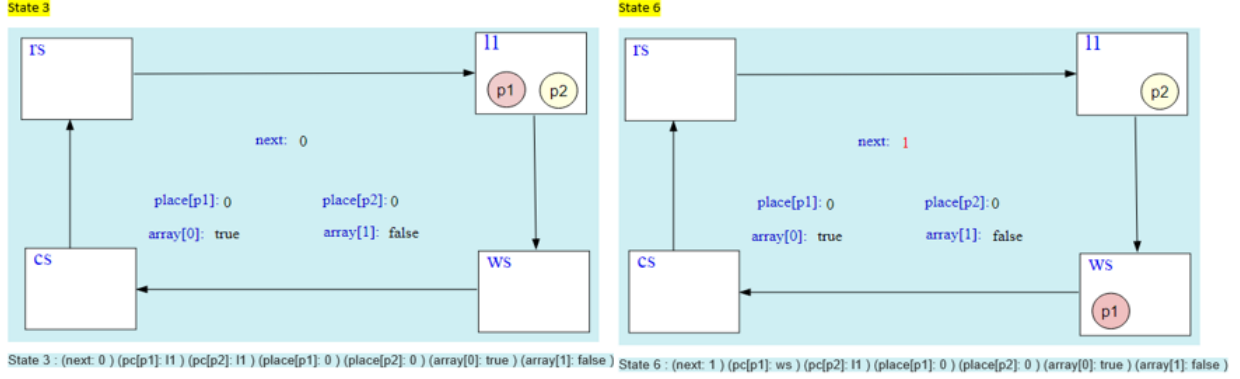 State 3
rs
l1
p1 p2
next: 0
place[p1]: 0 place[p2]: 0
array[0]: true array[1]: false
cs
ws
State 3 : (next: 0 ) (pc[p1]: l1 ) (pc[p2]: l1 ) (place[p1]: 0 ) (place[p2]: 0 ) (array[0]: true ) (array[1]: false )
State 6
rs
l1
p2
next: 1
place[p1]: 0 place[p2]: 0
array[0]: true array[1]: false
cs
ws
p1
State 6 : (next: 1 ) (pc[p1]: ws ) (pc[p2]: l1 ) (place[p1]: 0 ) (place[p2]: 0 ) (array[0]: true ) (array[1]: false )